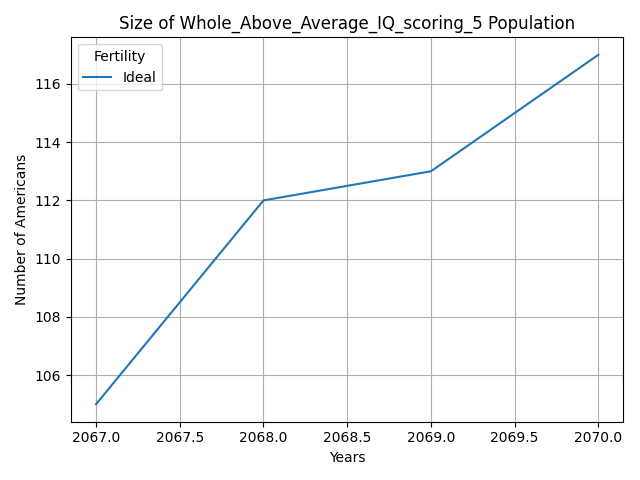 Size of Whole_Above_Average_IQ_scoring_5 Population
Fertility
Ideal
Number of Americans
116
114
112
110
108
106
2067.0 2067.5 2068.0 2068.5 2069.0 2069.5 2070.0
Years